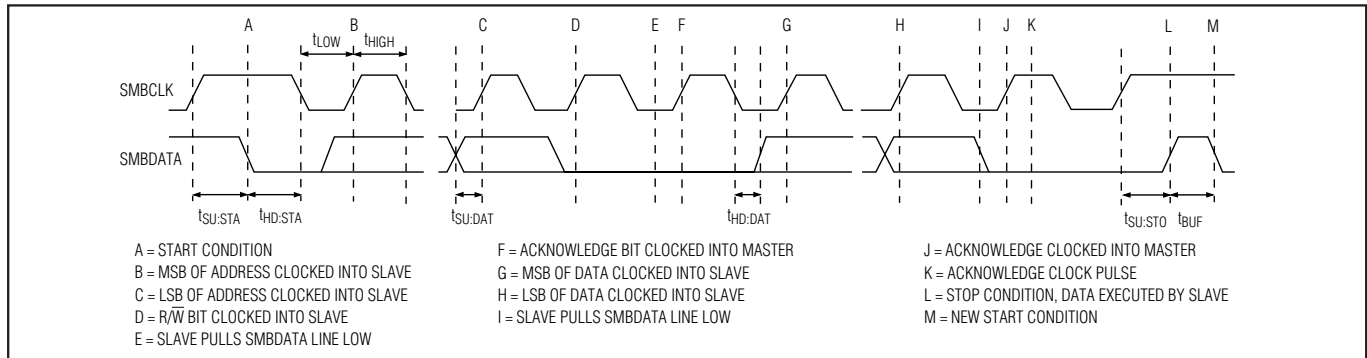 A B C D E F G H I J K L M
tLOW tHIGH
SMBCLK
SMBDATA
tSU:STA tHD:STA tSU:DAT tHD:DAT tSU:STO tBUF
A = START CONDITION
B = MSB OF ADDRESS CLOCKED INTO SLAVE
C = LSB OF ADDRESS CLOCKED INTO SLAVE
D = R/W̅ BIT CLOCKED INTO SLAVE
E = SLAVE PULLS SMBDATA LINE LOW
F = ACKNOWLEDGE BIT CLOCKED INTO MASTER
G = MSB OF DATA CLOCKED INTO SLAVE
H = LSB OF DATA CLOCKED INTO SLAVE
I = SLAVE PULLS SMBDATA LINE LOW
J = ACKNOWLEDGE CLOCKED INTO MASTER
K = ACKNOWLEDGE CLOCK PULSE
L = STOP CONDITION, DATA EXECUTED BY SLAVE
M = NEW START CONDITION